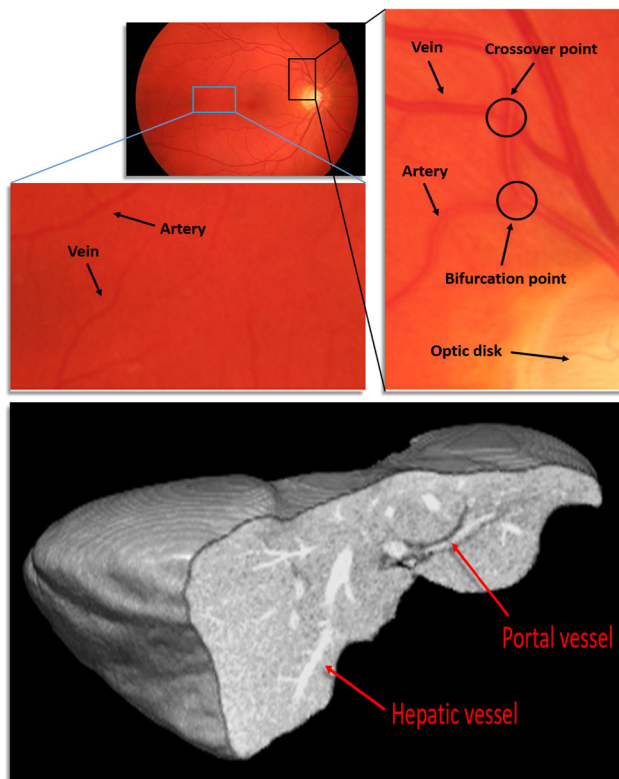 Vein
Crossover point
Artery
Artery
Vein
Bifurcation point
Optic disk
Portal vessel
Hepatic vessel